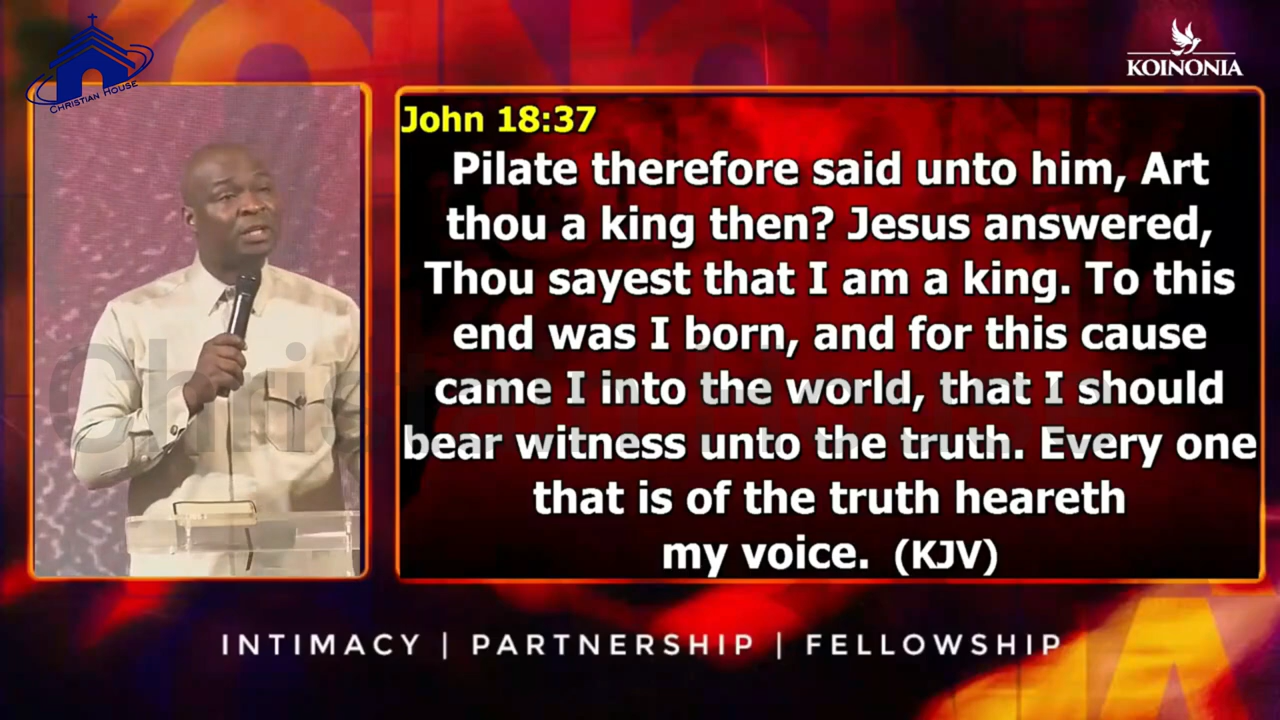 CHRISTIAN HOUSE
KOINONIA
John 18:37
Pilate therefore said unto him, Art
thou a king then? Jesus answered,
Thou sayest that I am a king. To this
end was I born, and for this cause
came I into the world, that I should
bear witness unto the truth. Every one
that is of the truth heareth
my voice. (KJV)
INTIMACY | PARTNERSHIP | FELLOWSHIP